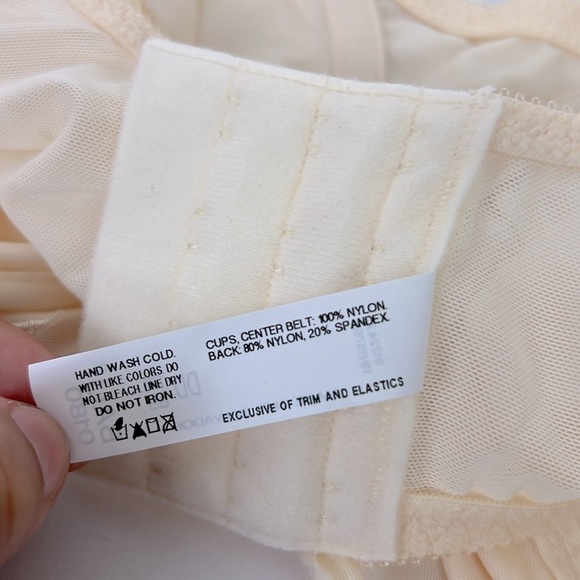 HAND WASH COLD.
WITH LIKE COLORS DO
NOT BLEACH. LINE DRY
DO NOT IRON.
CUPS, CENTER BELT: 100% NYLON.
BACK: 80% NYLON, 20% SPANDEX.
EXCLUSIVE OF TRIM AND ELASTICS